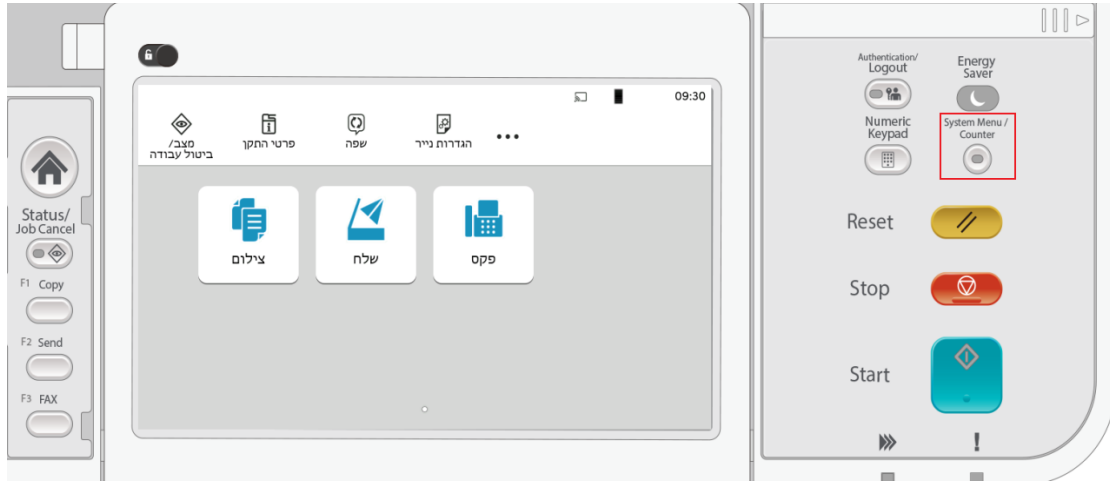 09:30
מצב/
ביטול עבודה
פרטי התקן
שפה
הגדרות נייר
צילום
שלח
פקס
Status/
Job Cancel
F1 Copy
F2 Send
F3 FAX
Authentication/
Logout
Energy
Saver
Numeric
Keypad
System Menu /
Counter
Reset
Stop
Start